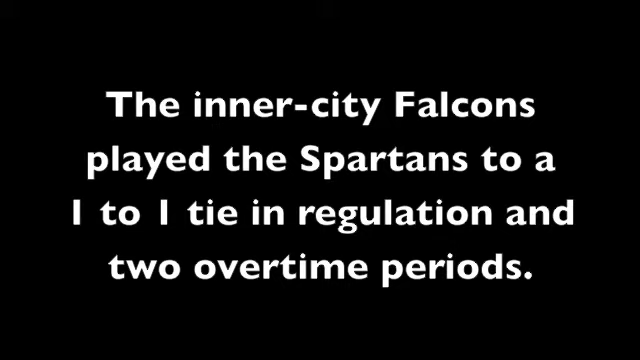 The inner-city Falcons
played the Spartans to a
1 to 1 tie in regulation and
two overtime periods.